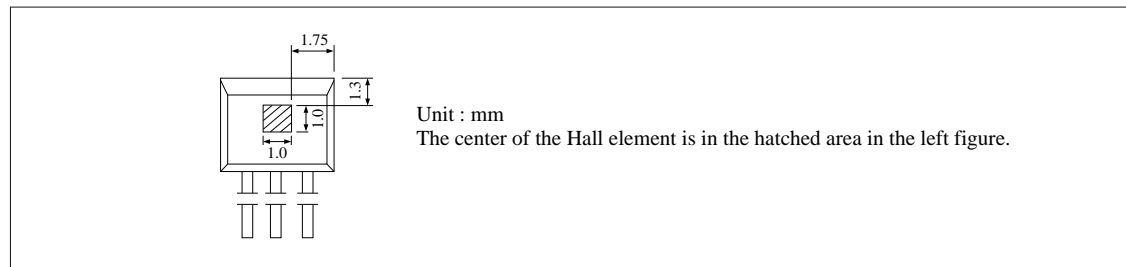 1.75
1.3
1.0
1.0
Unit : mm
The center of the Hall element is in the hatched area in the left figure.